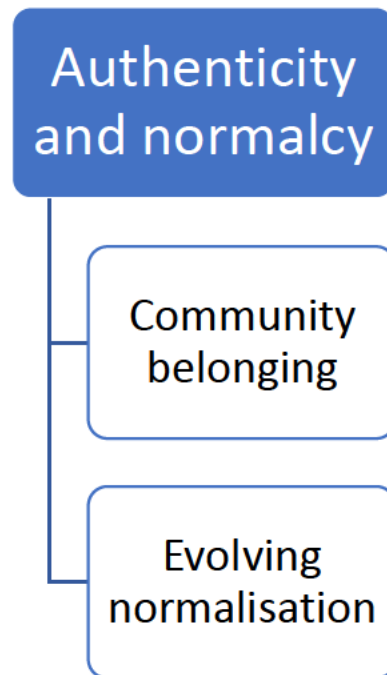 Authenticity
and normalcy
Community
belonging
Evolving
normalisation